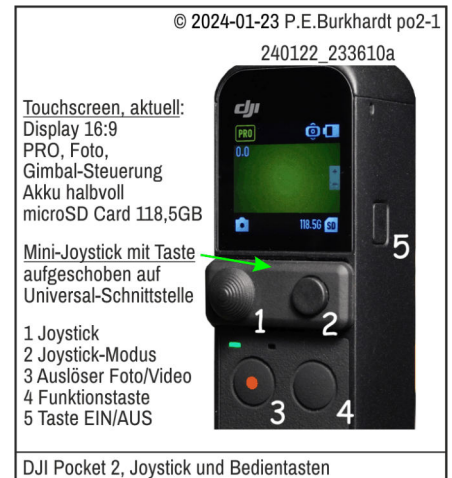 © 2024-01-23 P.E.Burkhardt po2-1
240122_233610a
Touchscreen, aktuell:
Display 16:9
PRO, Foto,
Gimbal-Steuerung
Akku halbvoll
microSD Card 118,5GB
Mini-Joystick mit Taste
aufgeschoben auf
Universal-Schnittstelle
1 Joystick
2 Joystick-Modus
3 Auslöser Foto/Video
4 Funktionstaste
5 Taste EIN/AUS
dji
PRO
0.0
118.5G SD
5
1 2
3 4
DJI Pocket 2, Joystick und Bedientasten